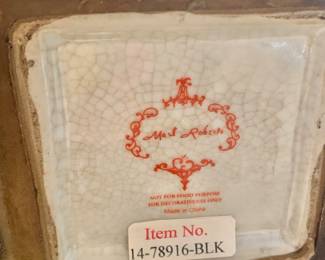 NOT FOR FOOD PURPOSE
FOR DECORATIVE USE ONLY
Made in China
Item No.
14-78916-BLK